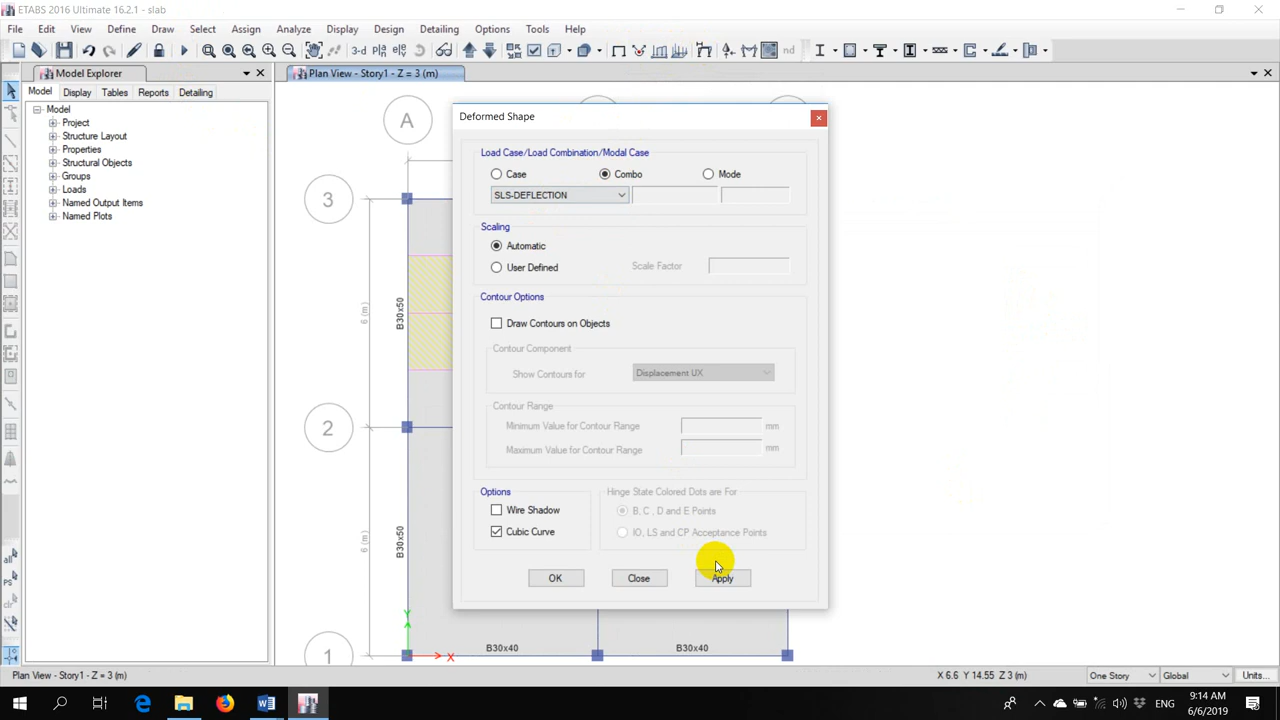 ETABS 2016 Ultimate 16.2.1 - slab
File Edit View Define Draw Select Assign Analyze Display Design Detailing Options Tools Help
3-d pla ele nd
Model Explorer
Plan View - Story1 - Z = 3 (m)
Model Display Tables Reports Detailing
Model
Project
Structure Layout
Properties
Structural Objects
Groups
Loads
Named Output Items
Named Plots
A
3
6 (m)
B30x50
2
6 (m)
B30x50
1
Y
X
B30x40
B30x40
Deformed Shape
Load Case/Load Combination/Modal Case
Case Combo Mode
SLS-DEFLECTION
Scaling
Automatic
User Defined Scale Factor
Contour Options
Draw Contours on Objects
Contour Component
Show Contours for Displacement UX
Contour Range
Minimum Value for Contour Range mm
Maximum Value for Contour Range mm
Options
Wire Shadow
Cubic Curve
Hinge State Colored Dots are For
B, C , D and E Points
IO, LS and CP Acceptance Points
OK Close Apply
all
PS
clr
Plan View - Story1 - Z = 3 (m)
X 6.6 Y 14.55 Z 3 (m)
One Story Global Units...
ENG
9:14 AM
6/6/2019